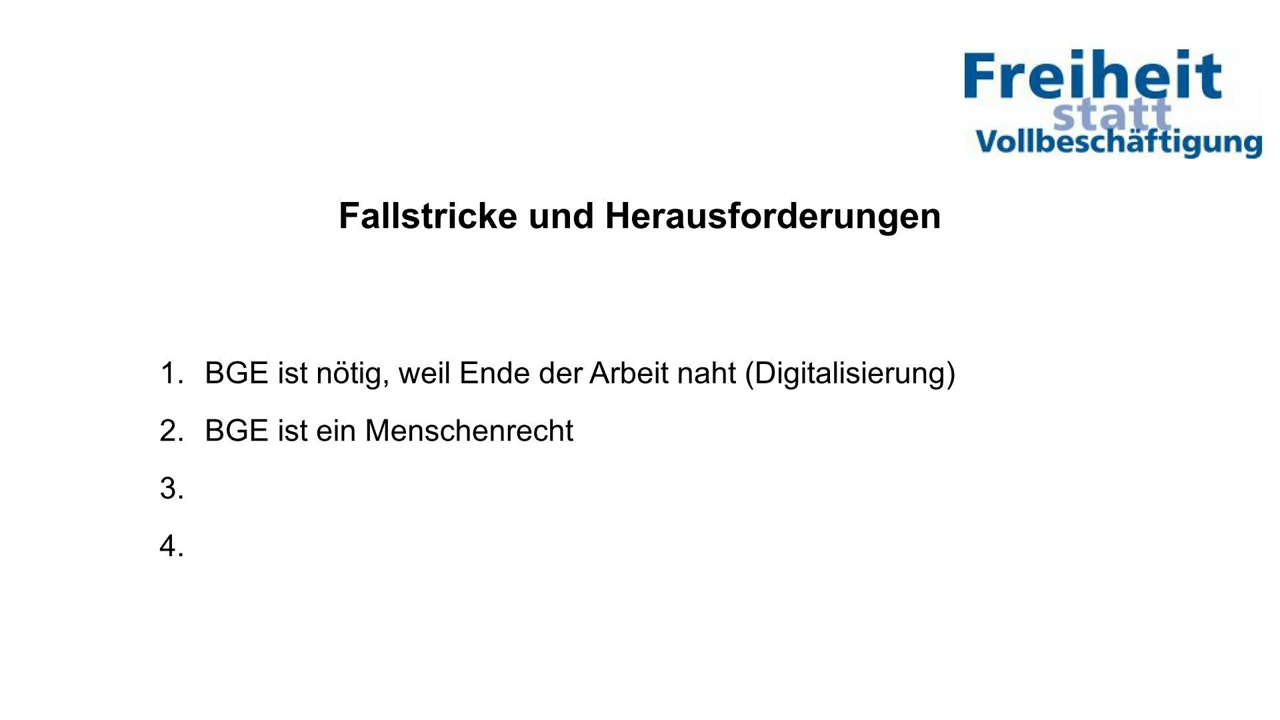 Freiheit
statt
Vollbeschäftigung
Fallstricke und Herausforderungen
1. BGE ist nötig, weil Ende der Arbeit naht (Digitalisierung)
2. BGE ist ein Menschenrecht
3.
4.